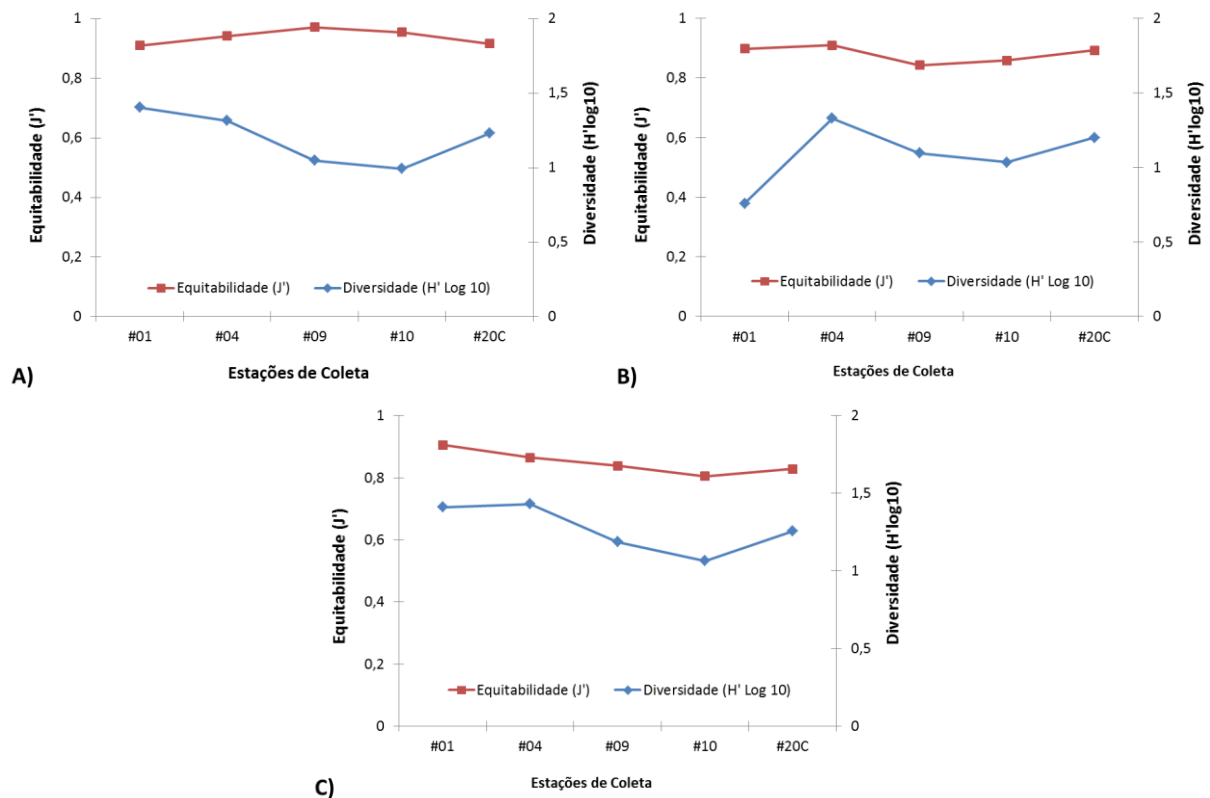 1
0,8
0,6
0,4
0,2
0
Equitabilidade (J')
2
1,5
1
0,5
0
Diversidade (H'log10)
Equitabilidade (J') Diversidade (H' Log 10)
#01 #04 #09 #10 #20C
Estações de Coleta
A)
1
0,8
0,6
0,4
0,2
0
Equitabilidade (J')
2
1,5
1
0,5
0
Diversidade (H'log10)
Equitabilidade (J') Diversidade (H' Log 10)
#01 #04 #09 #10 #20C
Estações de Coleta
B)
1
0,8
0,6
0,4
0,2
0
Equitabilidade (J')
2
1,5
1
0,5
0
Diversidade (H'log10)
Equitabilidade (J') Diversidade (H' Log 10)
#01 #04 #09 #10 #20C
Estações de Coleta
C)